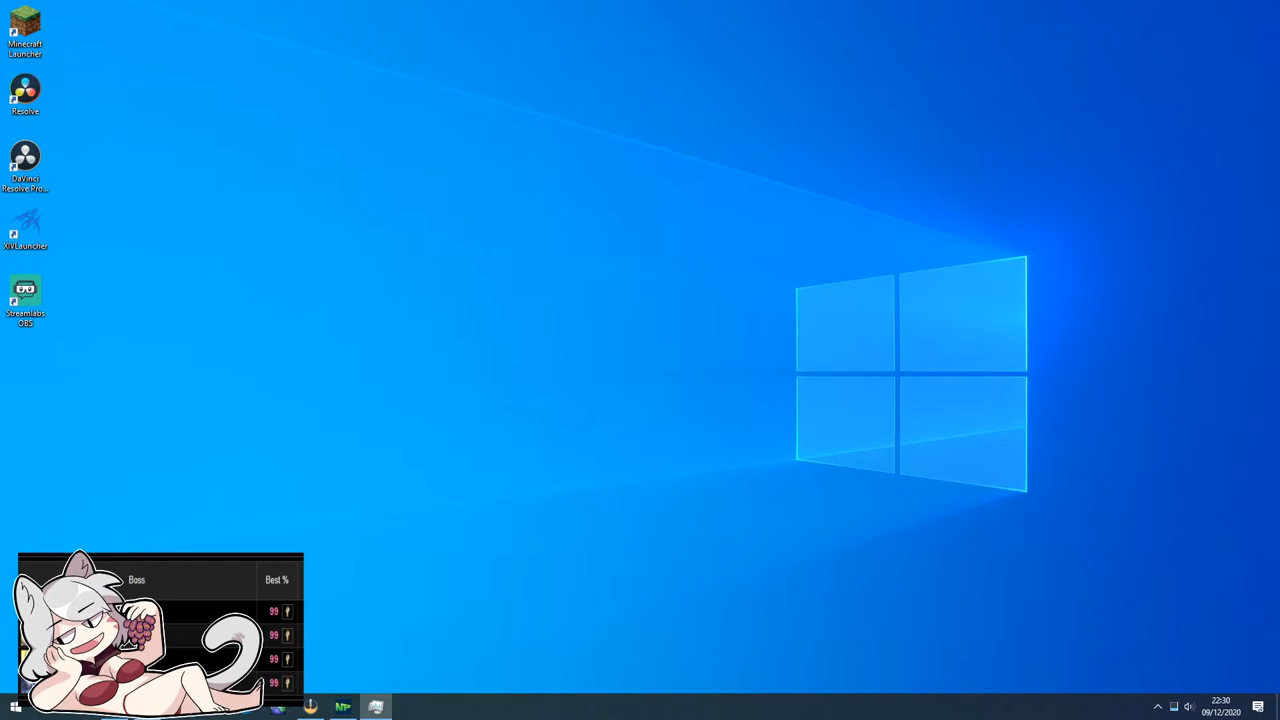 Minecraft
Launcher
Resolve
DaVinci
Resolve Pro...
XIVLauncher
Streamlabs
OBS
Boss Best %
99
99
99
99
NP
22:30
09/12/2020